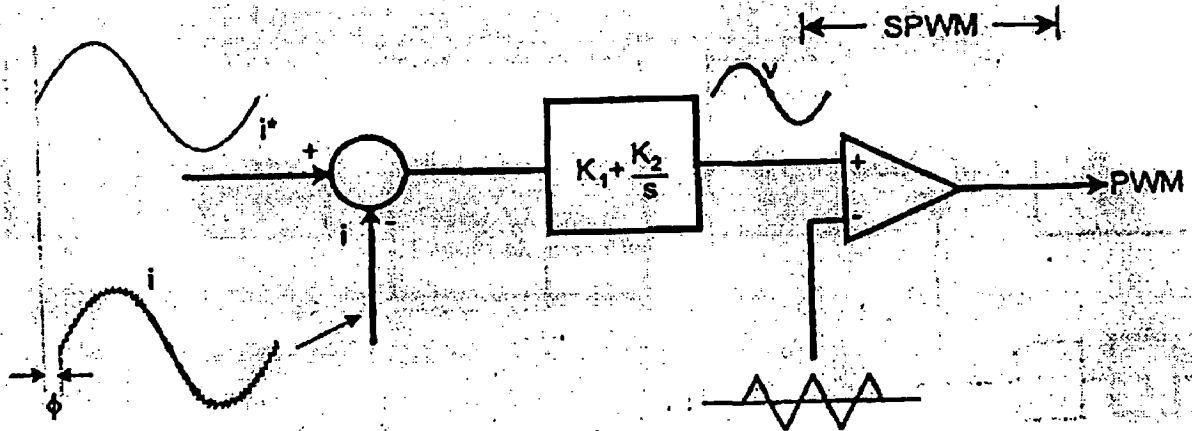 SPWM
v
i*
+
K₁+ K₂/s
+
-
PWM
i
-
i
ϕ